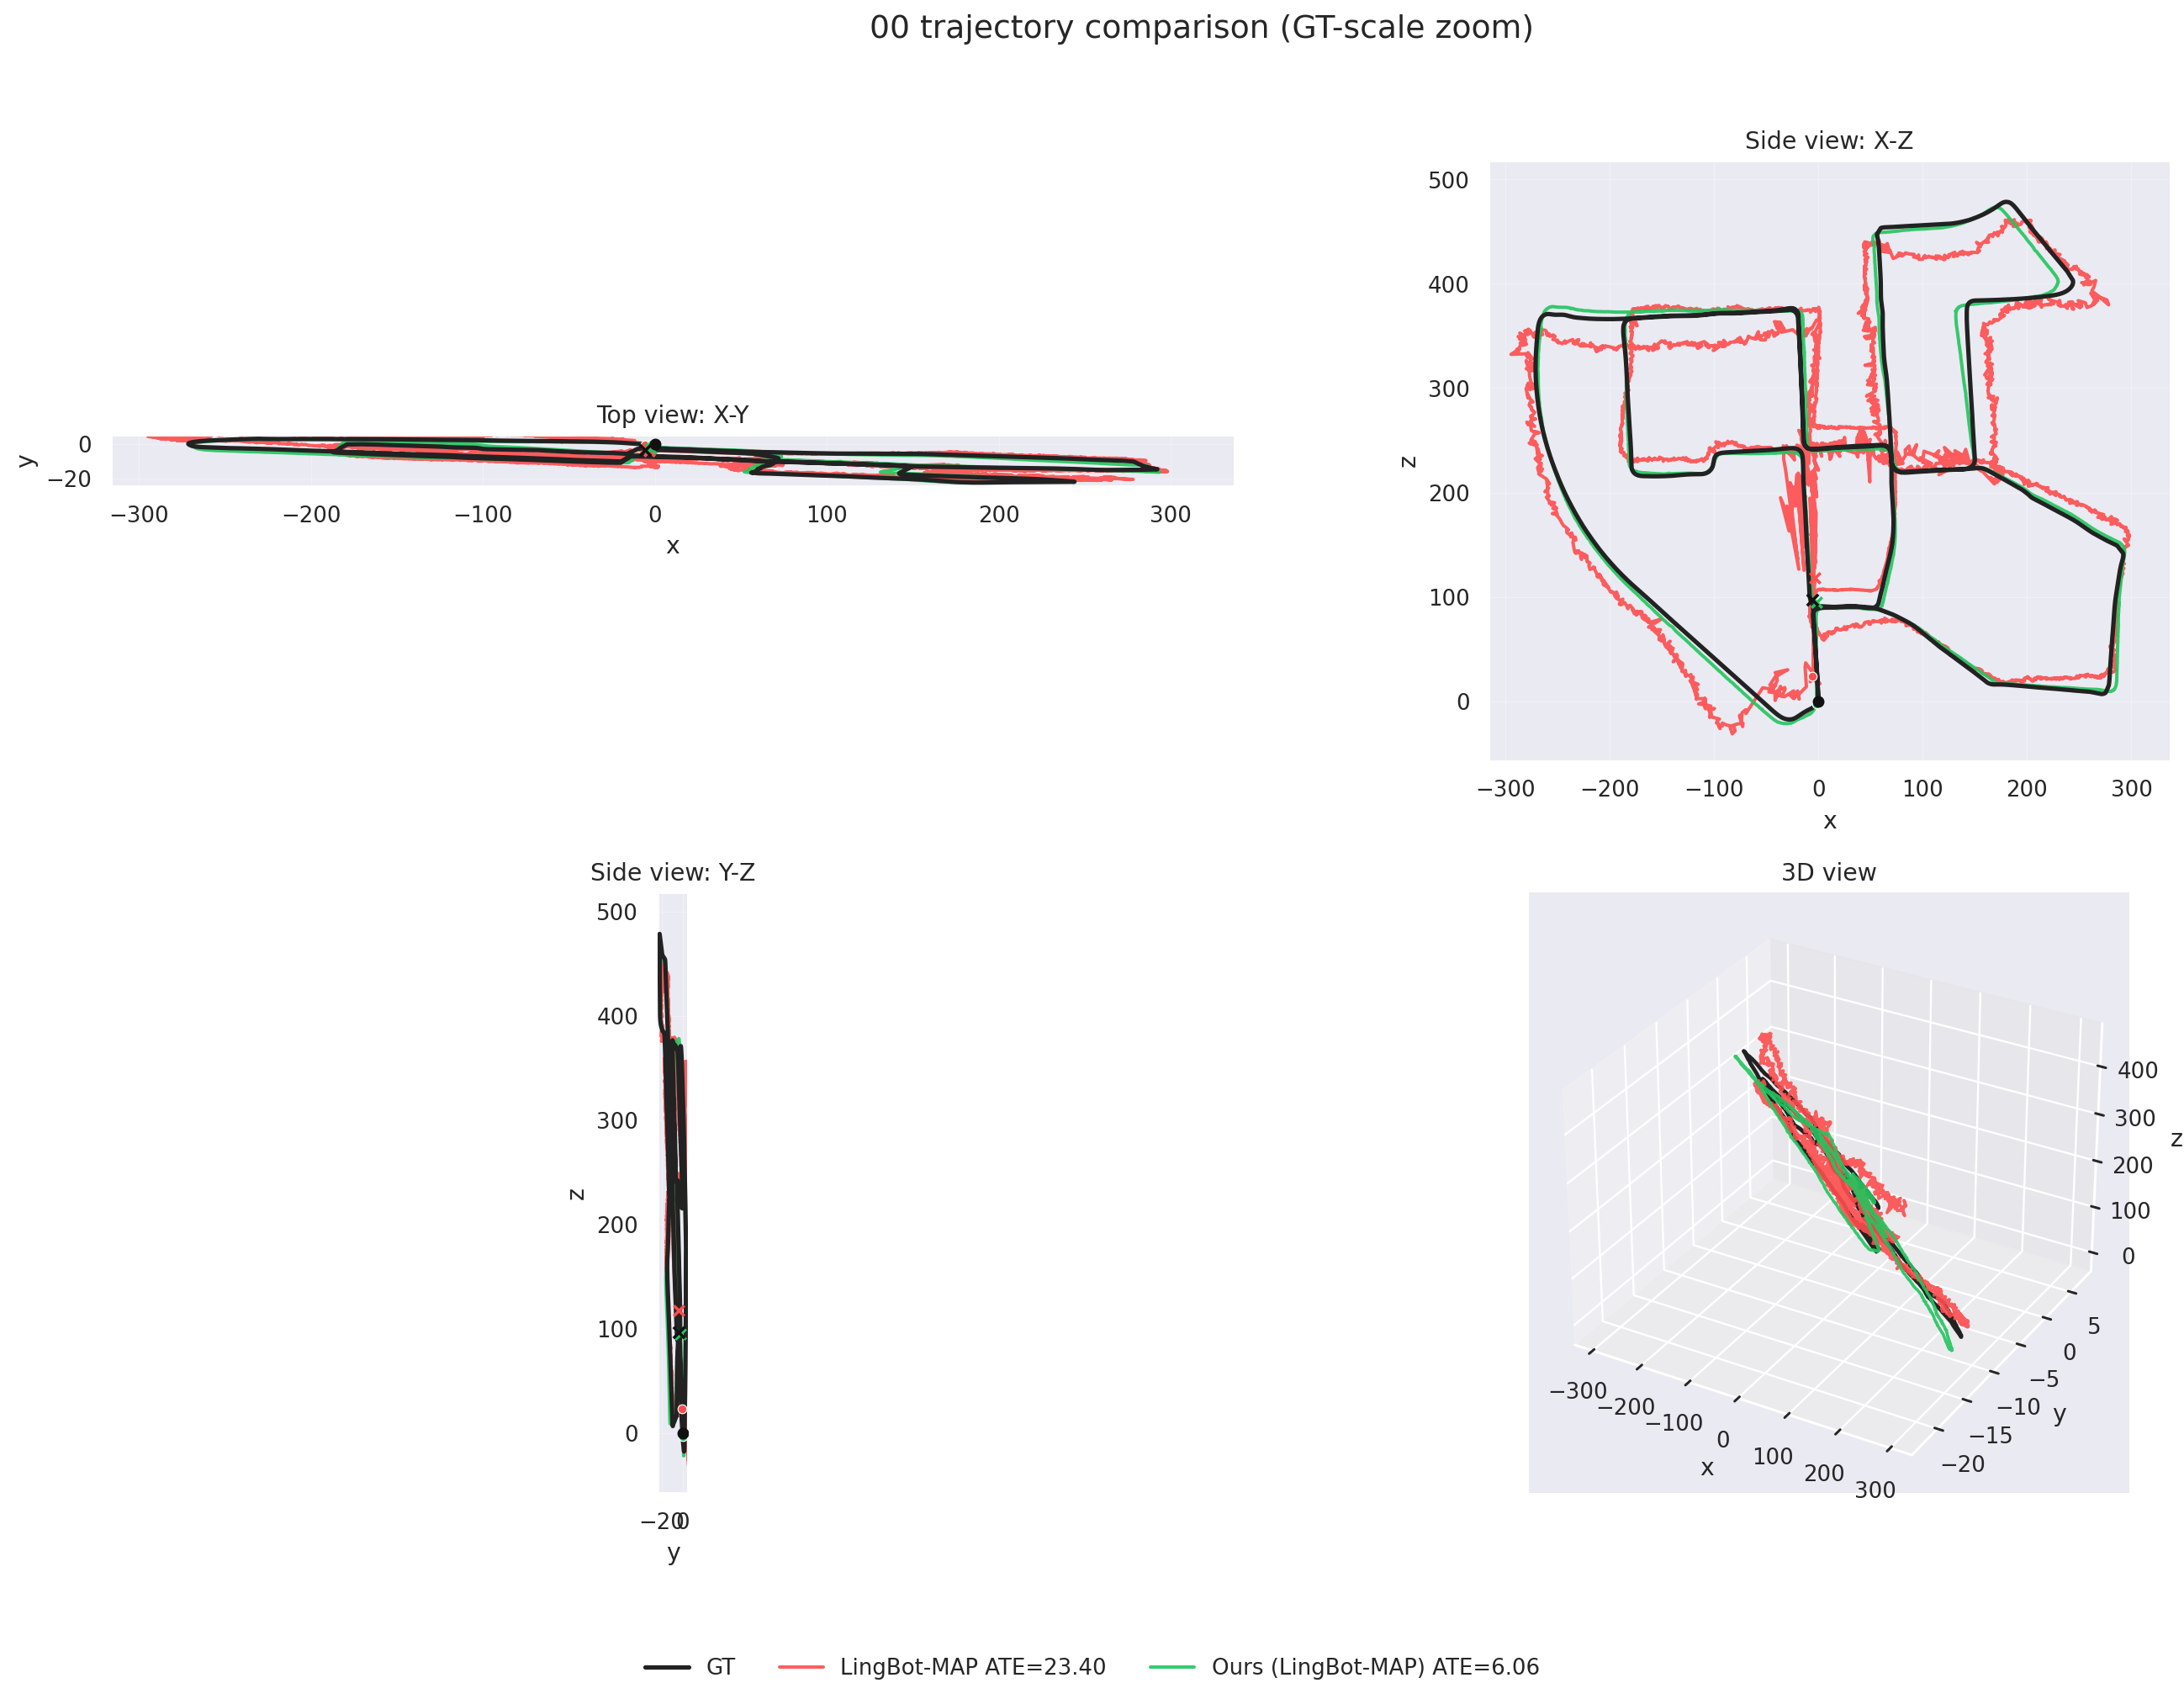 00 trajectory comparison (GT-scale zoom)
Top view: X-Y
0
−20
y
−300 −200 −100 0 100 200 300
x
Side view: X-Z
500
400
300
200
100
0
z
−300 −200 −100 0 100 200 300
x
Side view: Y-Z
500
400
300
200
100
0
z
−20 0
y
3D view
400
300
200
100
0
z
5
0
−5
−10
−15
−20
y
−300
−200
−100
0
100
200
300
x
GT LingBot-MAP ATE=23.40 Ours (LingBot-MAP) ATE=6.06